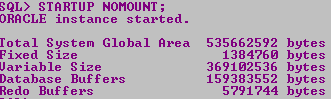 SQL> STARTUP NOMOUNT;
ORACLE instance started.
Total System Global Area 535662592 bytes
Fixed Size 1384760 bytes
Variable Size 369102536 bytes
Database Buffers 159383552 bytes
Redo Buffers 5791744 bytes